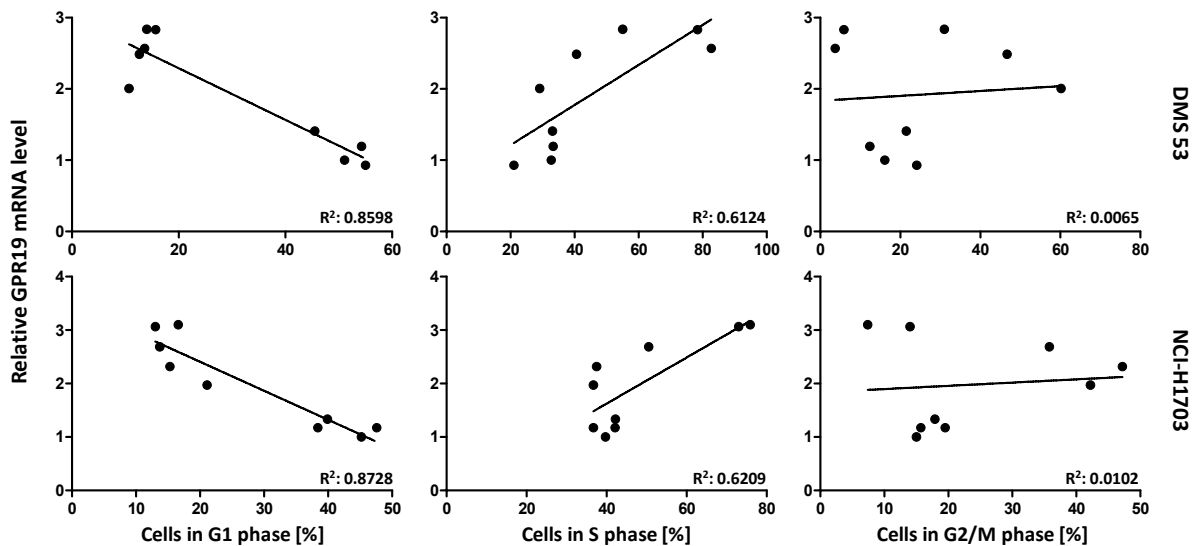 Relative GPR19 mRNA level
3
2
1
0
0 20 40 60
R²: 0.8598
3
2
1
0
0 20 40 60 80 100
R²: 0.6124
3
2
1
0
0 20 40 60 80
R²: 0.0065
DMS 53
4
3
2
1
0
0 10 20 30 40 50
R²: 0.8728
Cells in G1 phase [%]
4
3
2
1
0
0 20 40 60 80
R²: 0.6209
Cells in S phase [%]
4
3
2
1
0
0 10 20 30 40 50
R²: 0.0102
Cells in G2/M phase [%]
NCI-H1703